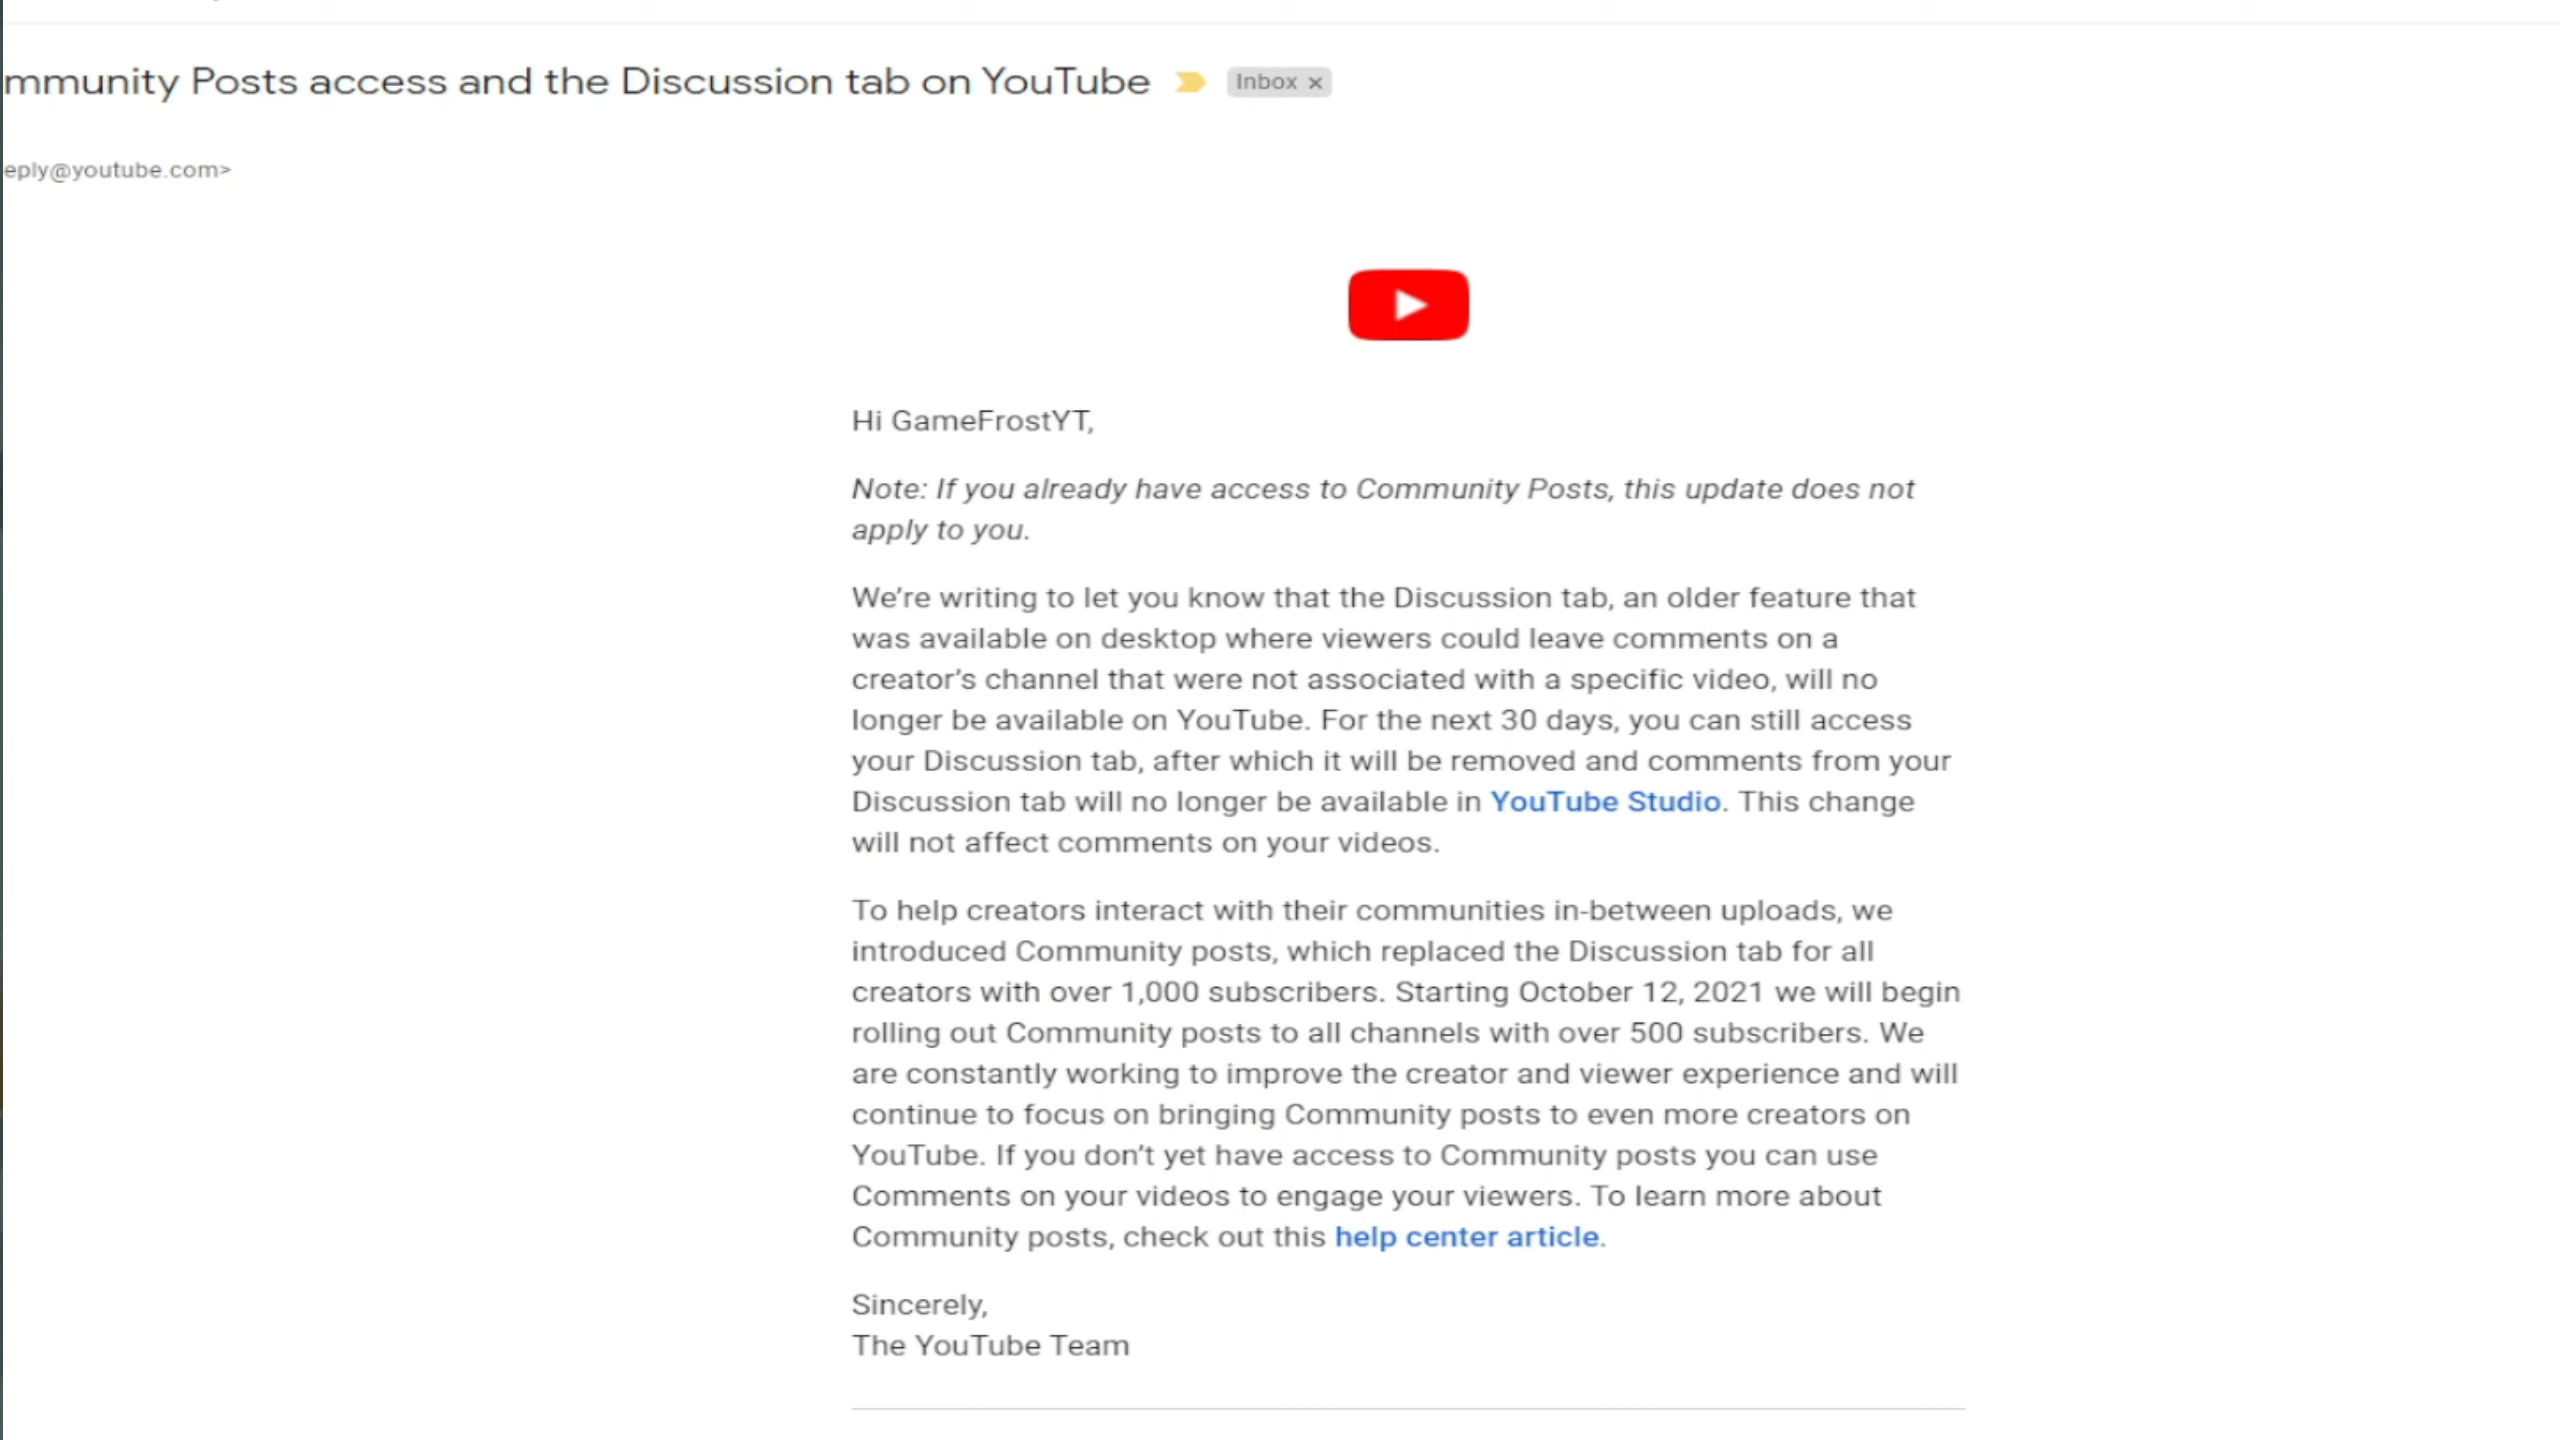 mmunity Posts access and the Discussion tab on YouTube Inbox x
eply@youtube.com>
Hi GameFrostYT,
Note: If you already have access to Community Posts, this update does not
apply to you.
We're writing to let you know that the Discussion tab, an older feature that
was available on desktop where viewers could leave comments on a
creator's channel that were not associated with a specific video, will no
longer be available on YouTube. For the next 30 days, you can still access
your Discussion tab, after which it will be removed and comments from your
Discussion tab will no longer be available in YouTube Studio. This change
will not affect comments on your videos.
To help creators interact with their communities in-between uploads, we
introduced Community posts, which replaced the Discussion tab for all
creators with over 1,000 subscribers. Starting October 12, 2021 we will begin
rolling out Community posts to all channels with over 500 subscribers. We
are constantly working to improve the creator and viewer experience and will
continue to focus on bringing Community posts to even more creators on
YouTube. If you don't yet have access to Community posts you can use
Comments on your videos to engage your viewers. To learn more about
Community posts, check out this help center article.
Sincerely,
The YouTube Team